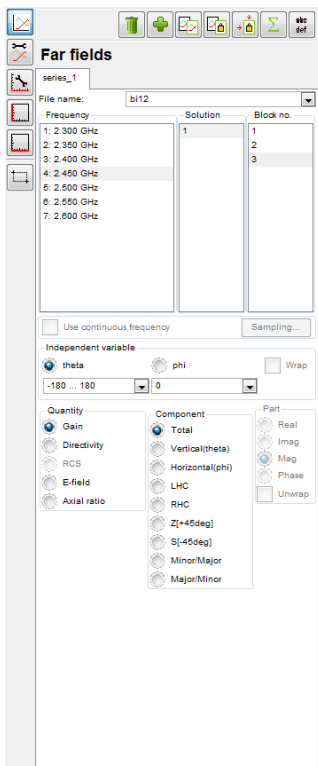 abc
def
Far fields
series_1
File name: bi12
Frequency Solution Block no.
1: 2.300 GHz 1 1
2: 2.350 GHz 2
3: 2.400 GHz 3
4: 2.450 GHz
5: 2.500 GHz
6: 2.550 GHz
7: 2.600 GHz
Use continuous frequency Sampling...
Independent variable
theta phi Wrap
-180 ... 180 0
Quantity Component Part
Gain Total Real
Directivity Vertical(theta) Imag
RCS Horizontal(phi) Mag
E-field LHC Phase
Axial ratio RHC Unwrap
Z[+45deg]
S[-45deg]
Minor/Major
Major/Minor